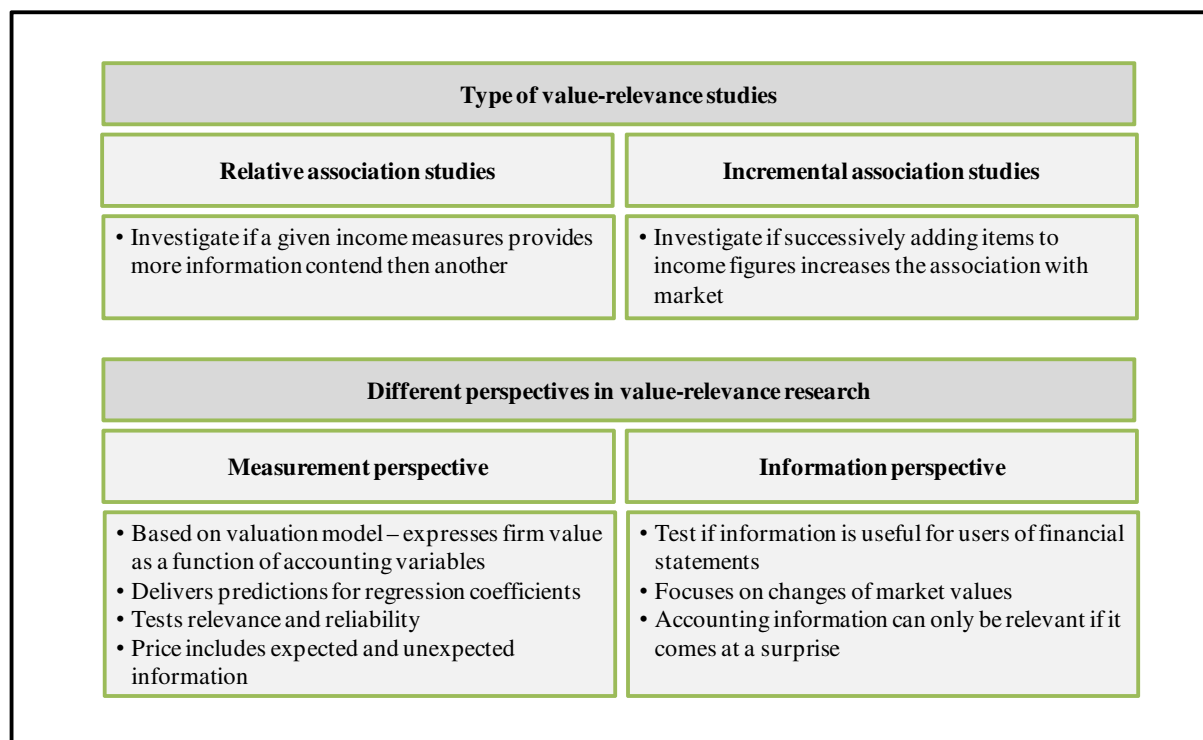 Type of value-relevance studies
Relative association studies
Incremental association studies
• Investigate if a given income measures provides
more information contend then another
• Investigate if successively adding items to
income figures increases the association with
market
Different perspectives in value-relevance research
Measurement perspective
Information perspective
• Based on valuation model – expresses firm value
as a function of accounting variables
• Delivers predictions for regression coefficients
• Tests relevance and reliability
• Price includes expected and unexpected
information
• Test if information is useful for users of financial
statements
• Focuses on changes of market values
• Accounting information can only be relevant if it
comes at a surprise